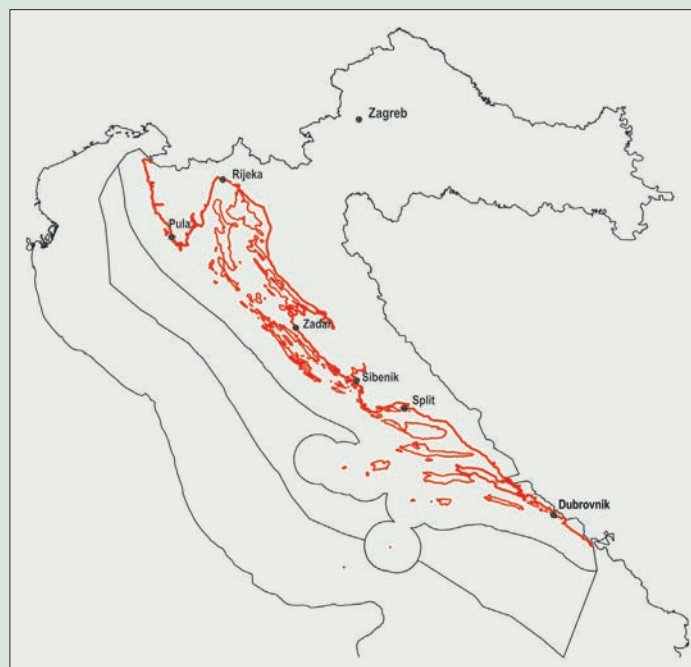 Zagreb
Rijeka
Pula
Zadar
Šibenik
Split
Dubrovnik